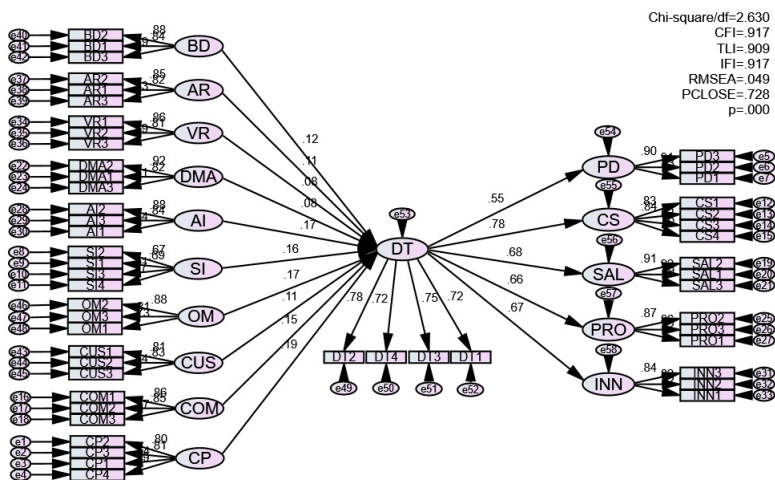 Chi-square/df=2.630
CFI=.917
TLI=.909
IFI=.917
RMSEA=.049
PCLOSE=.728
p=.000
e40 BD2 .88
e41 BD1 .84 BD
e42 BD3
e37 AR2 .85
e38 AR1 .82 AR
e39 AR3
e34 VR1 .86
e35 VR2 .81 VR
e36 VR3
e22 DMA2 .92
e23 DMA1 .82 DMA
e24 DMA3
e28 AI2 .88
e29 AI3 .84 AI
e30 AI1
e8 SI2 .67
e9 SI1 .69 SI
e10 SI3
e11 SI4
e46 OM2 .88
e47 OM3 OM
e48 OM1
e43 CUS1 .81
e44 CUS2 .83 CUS
e45 CUS3
e16 COM1 .86
e17 COM2 .83 COM
e18 COM3
e1 CP2 .80
e2 CP3 .81
e3 CP1 CP
e4 CP4
.12
.11
.08
.08
.17
.16
.17
.11
.15
.19
e53
DT
.78 .72 .75 .72
DT2 DT4 DT3 DT1
e49 e50 e51 e52
.55
.78
.68
.66
.67
e54
PD .90 PD3 e5
PD2 e6
PD1 e7
e55
CS .83 CS1 e12
.84 CS2 e13
CS3 e14
CS4 e15
e56
SAL .91 SAL2 e19
e20
SAL3 e21
e57
PRO .87 PRO2 e25
PRO3 e26
PRO1 e27
e58
INN .84 INN3 e31
INN2 e32
INN1 e33